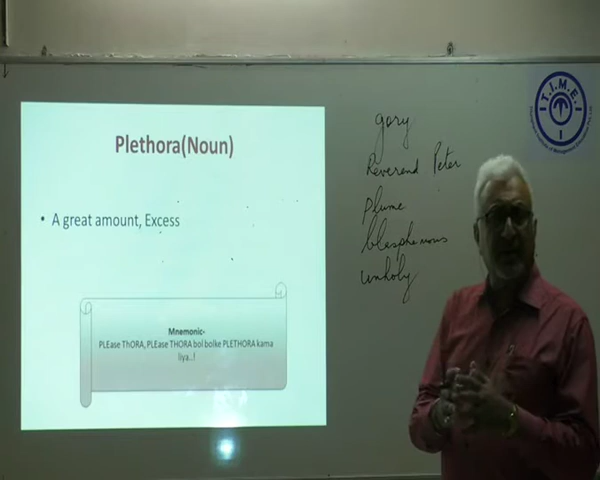 Plethora(Noun)
• A great amount, Excess
Mnemonic-
PLEase ThORA, PLEase THORA bol bolke PLETHORA kama
liya..!
gory
Reverend Peter
plume
blasphemous
unholy
I.T.J.M.E.I